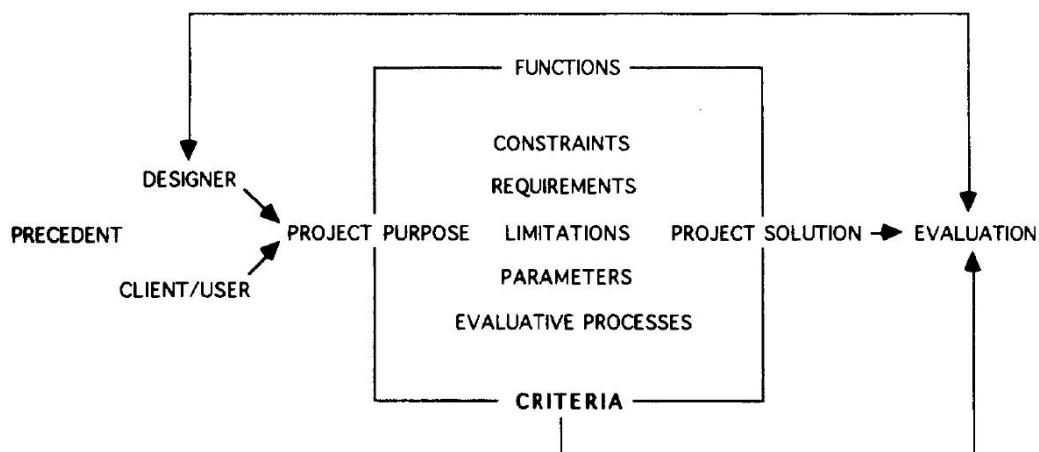 FUNCTIONS
CONSTRAINTS
DESIGNER
REQUIREMENTS
PRECEDENT
PROJECT PURPOSE
LIMITATIONS
PROJECT SOLUTION
EVALUATION
CLIENT/USER
PARAMETERS
EVALUATIVE PROCESSES
CRITERIA